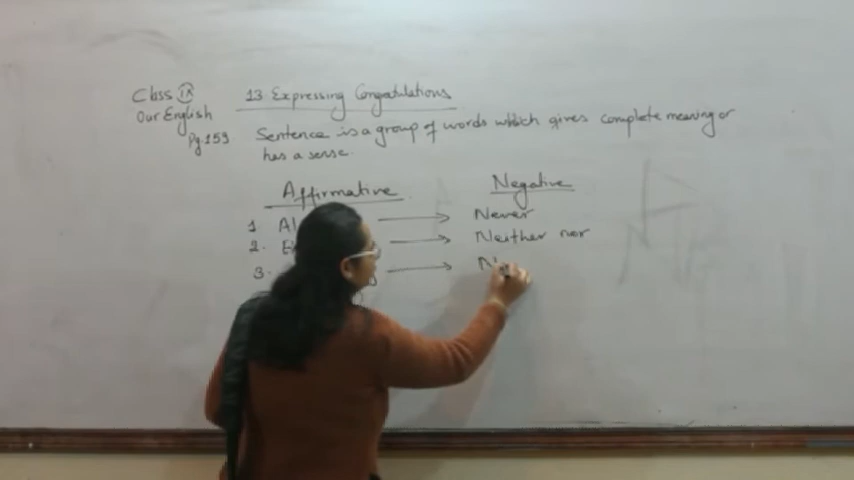 Class IX 13. Expressing Congratulations
Our English
Pg 159 Sentence is a group of words which gives complete meaning or
has a sense.
Affirmative Negative
1 Al Never
2. Neither nor
3. N